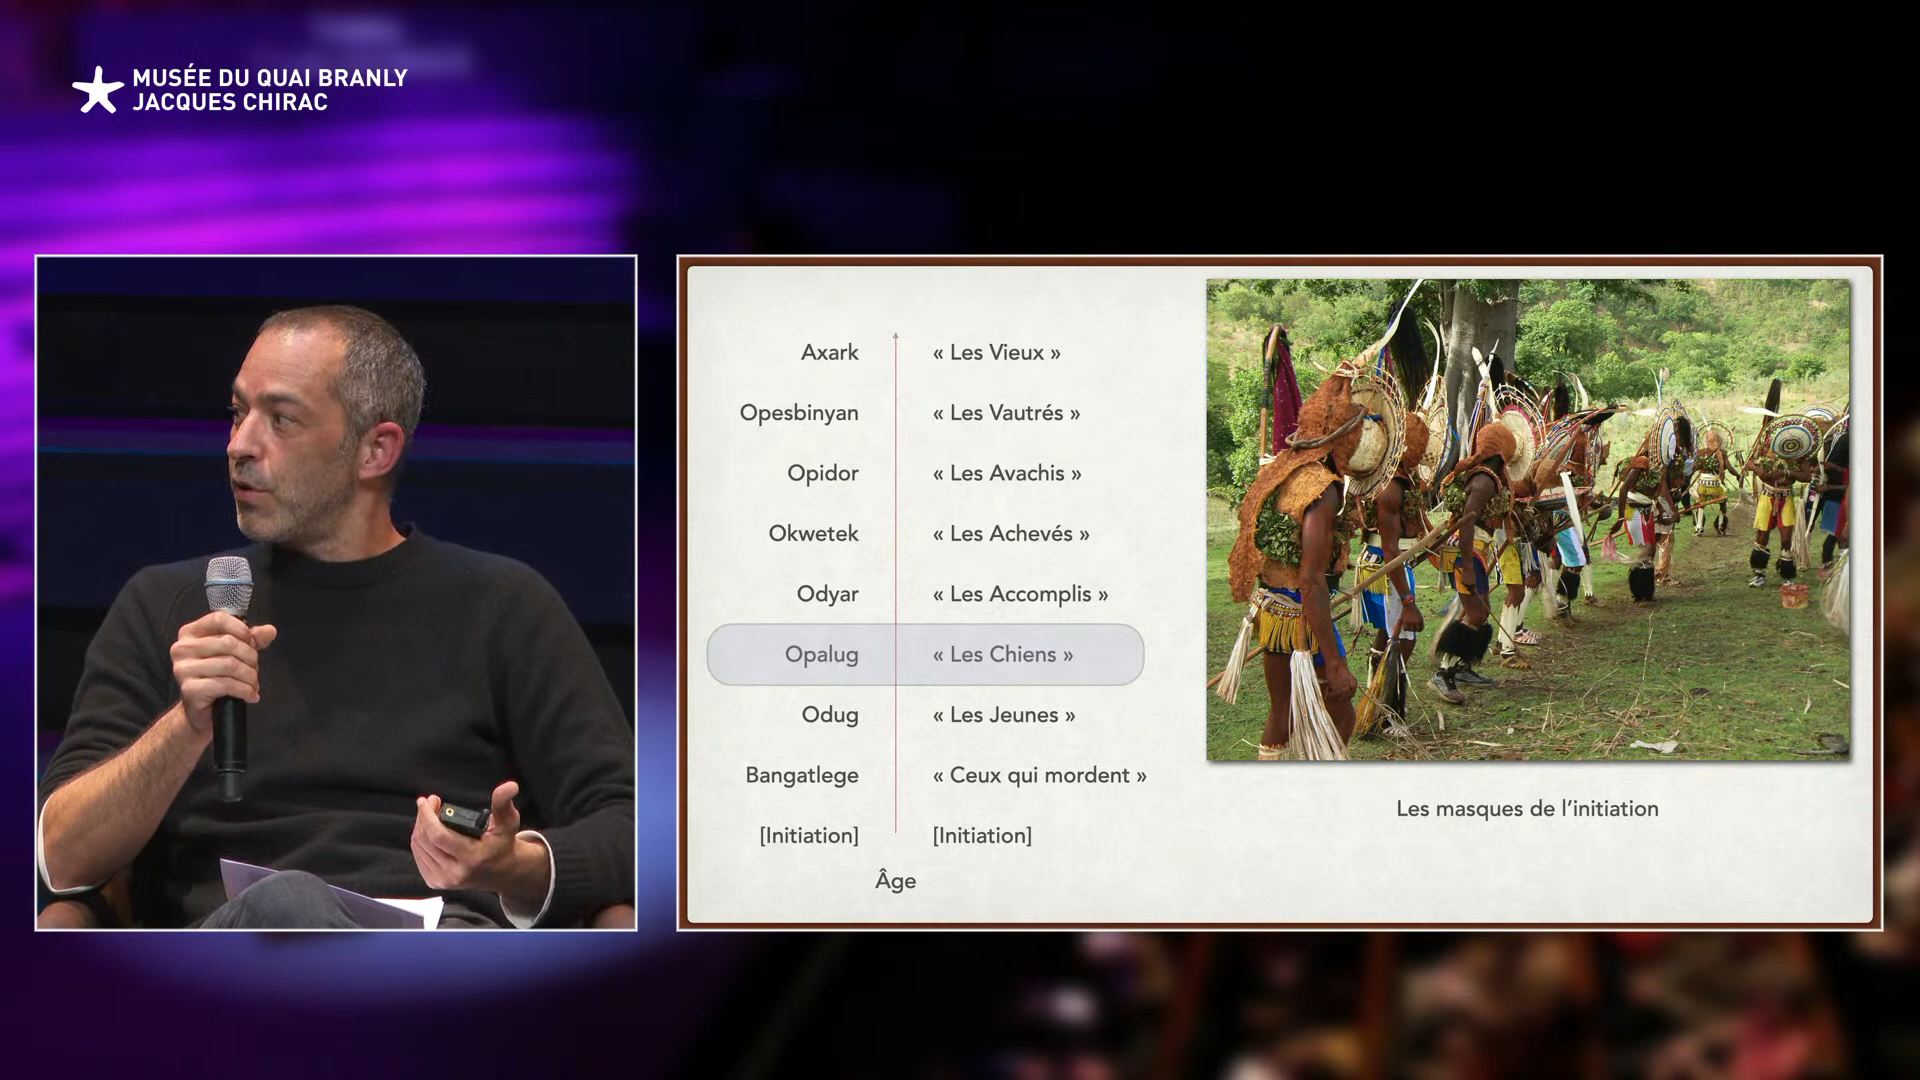 MUSÉE DU QUAI BRANLY
JACQUES CHIRAC
Axark « Les Vieux »
Opesbinyan « Les Vautrés »
Opidor « Les Avachis »
Okwetek « Les Achevés »
Odyar « Les Accomplis »
Opalug « Les Chiens »
Odug « Les Jeunes »
Bangatlege « Ceux qui mordent »
[Initiation] [Initiation]
Âge
Les masques de l’initiation